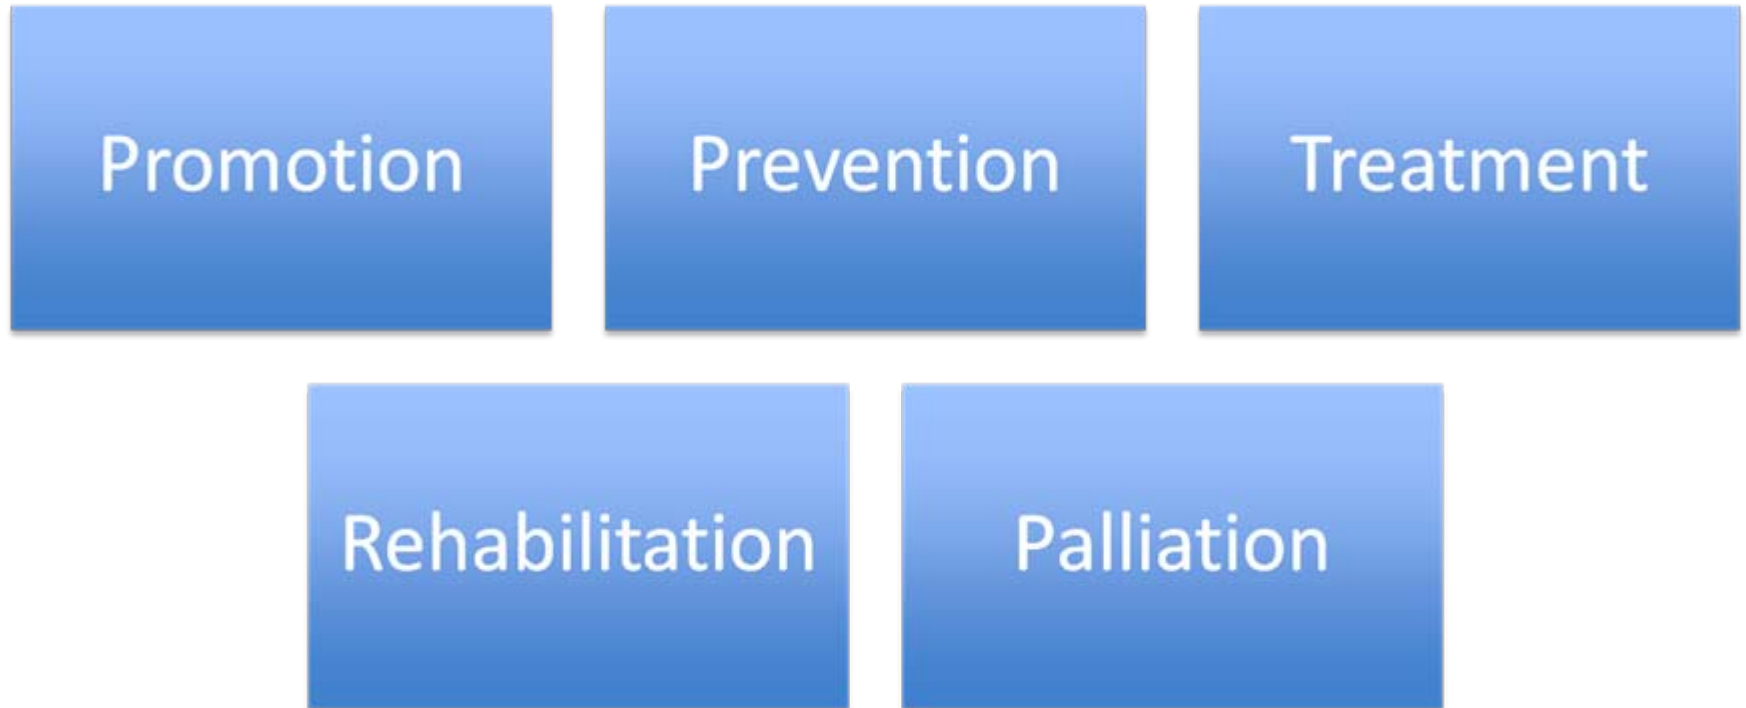 Promotion
Prevention
Treatment
Rehabilitation
Palliation